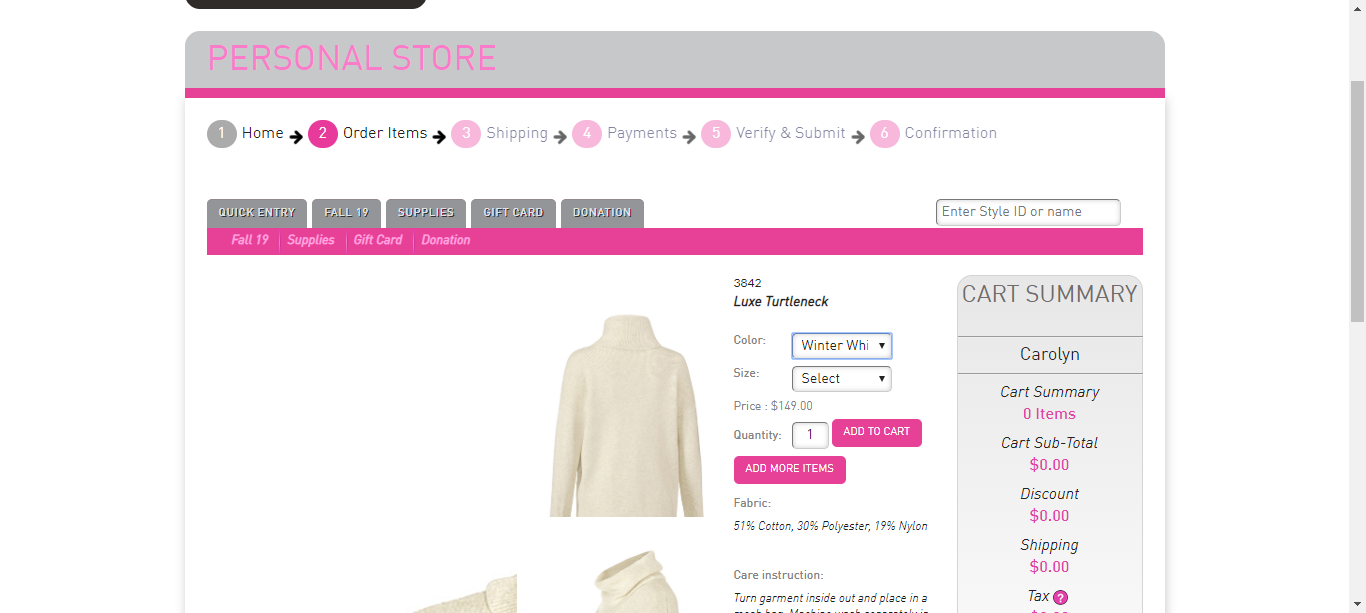 PERSONAL STORE
1 Home 2 Order Items 3 Shipping 4 Payments 5 Verify & Submit 6 Confirmation
QUICK ENTRY FALL 19 SUPPLIES GIFT CARD DONATION
Enter Style ID or name
Fall 19 Supplies Gift Card Donation
3842
Luxe Turtleneck
Color: Winter Whi
Size: Select
Price : $149.00
Quantity: 1 ADD TO CART
ADD MORE ITEMS
Fabric:
51% Cotton, 30% Polyester, 19% Nylon
Care instruction:
Turn garment inside out and place in a
CART SUMMARY
Carolyn
Cart Summary
0 Items
Cart Sub-Total
$0.00
Discount
$0.00
Shipping
$0.00
Tax ?